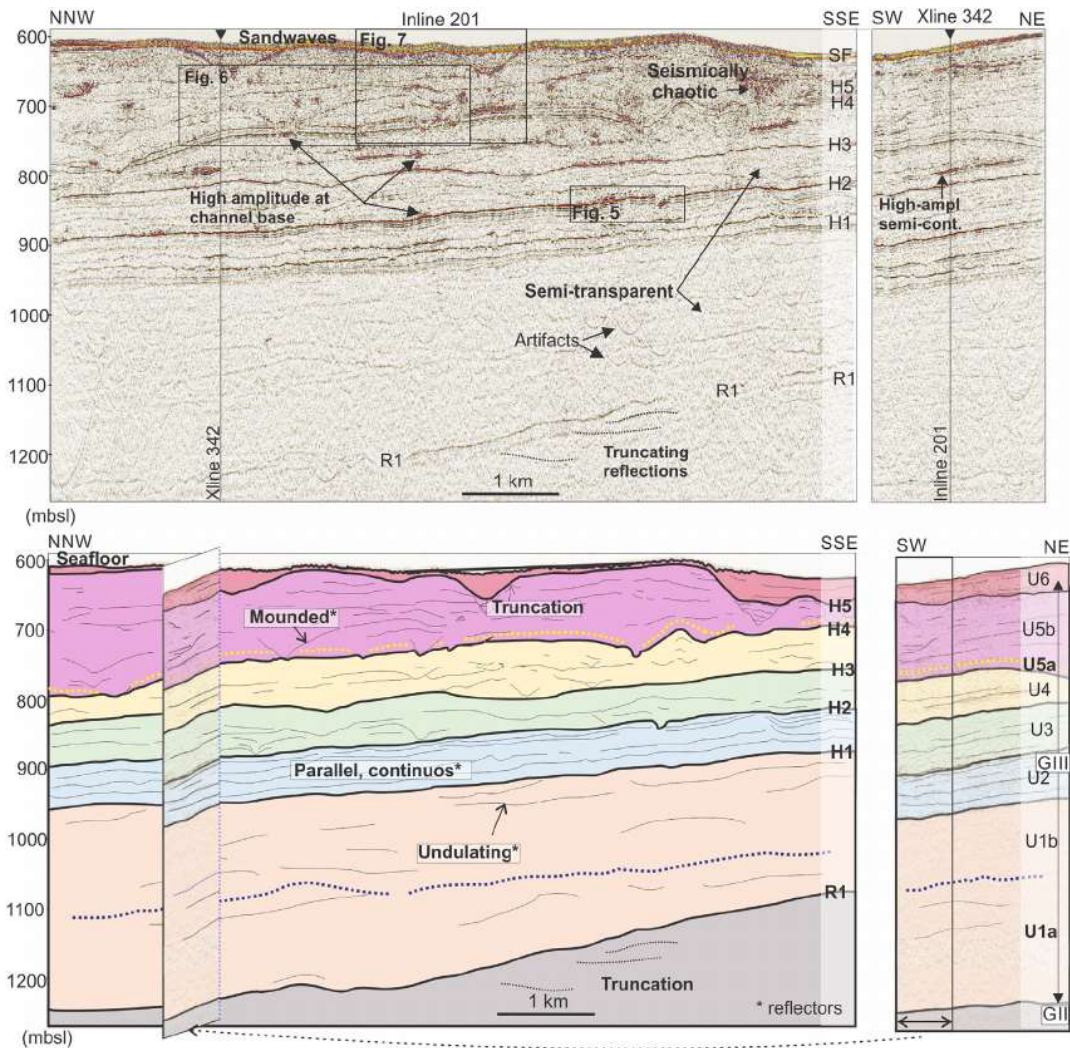 NNW
Inline 201
SSE
SW
Xline 342
NE
600
700
800
900
1000
1100
1200
(mbsl)
Sandwaves
Fig. 7
Fig. 6
Seismically
chaotic
SF
H5
H4
H3
H2
H1
High amplitude at
channel base
Fig. 5
High-ampl
semi-cont.
Semi-transparent
Artifacts
R1
R1
R1
Truncating
reflections
1 km
Xline 342
Inline 201
NNW
SSE
SW
NE
Seafloor
600
700
800
900
1000
1100
1200
(mbsl)
Mounded*
Truncation
H5
H4
H3
H2
H1
R1
Parallel, continuos*
Undulating*
Truncation
1 km
* reflectors
U6
U5b
U5a
U4
U3
GIII
U2
U1b
U1a
GII